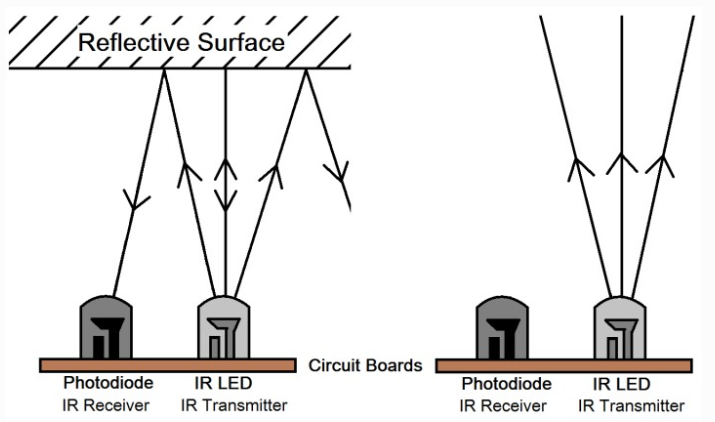 Reflective Surface
Circuit Boards
Photodiode IR LED
IR Receiver IR Transmitter
Photodiode IR LED
IR Receiver IR Transmitter